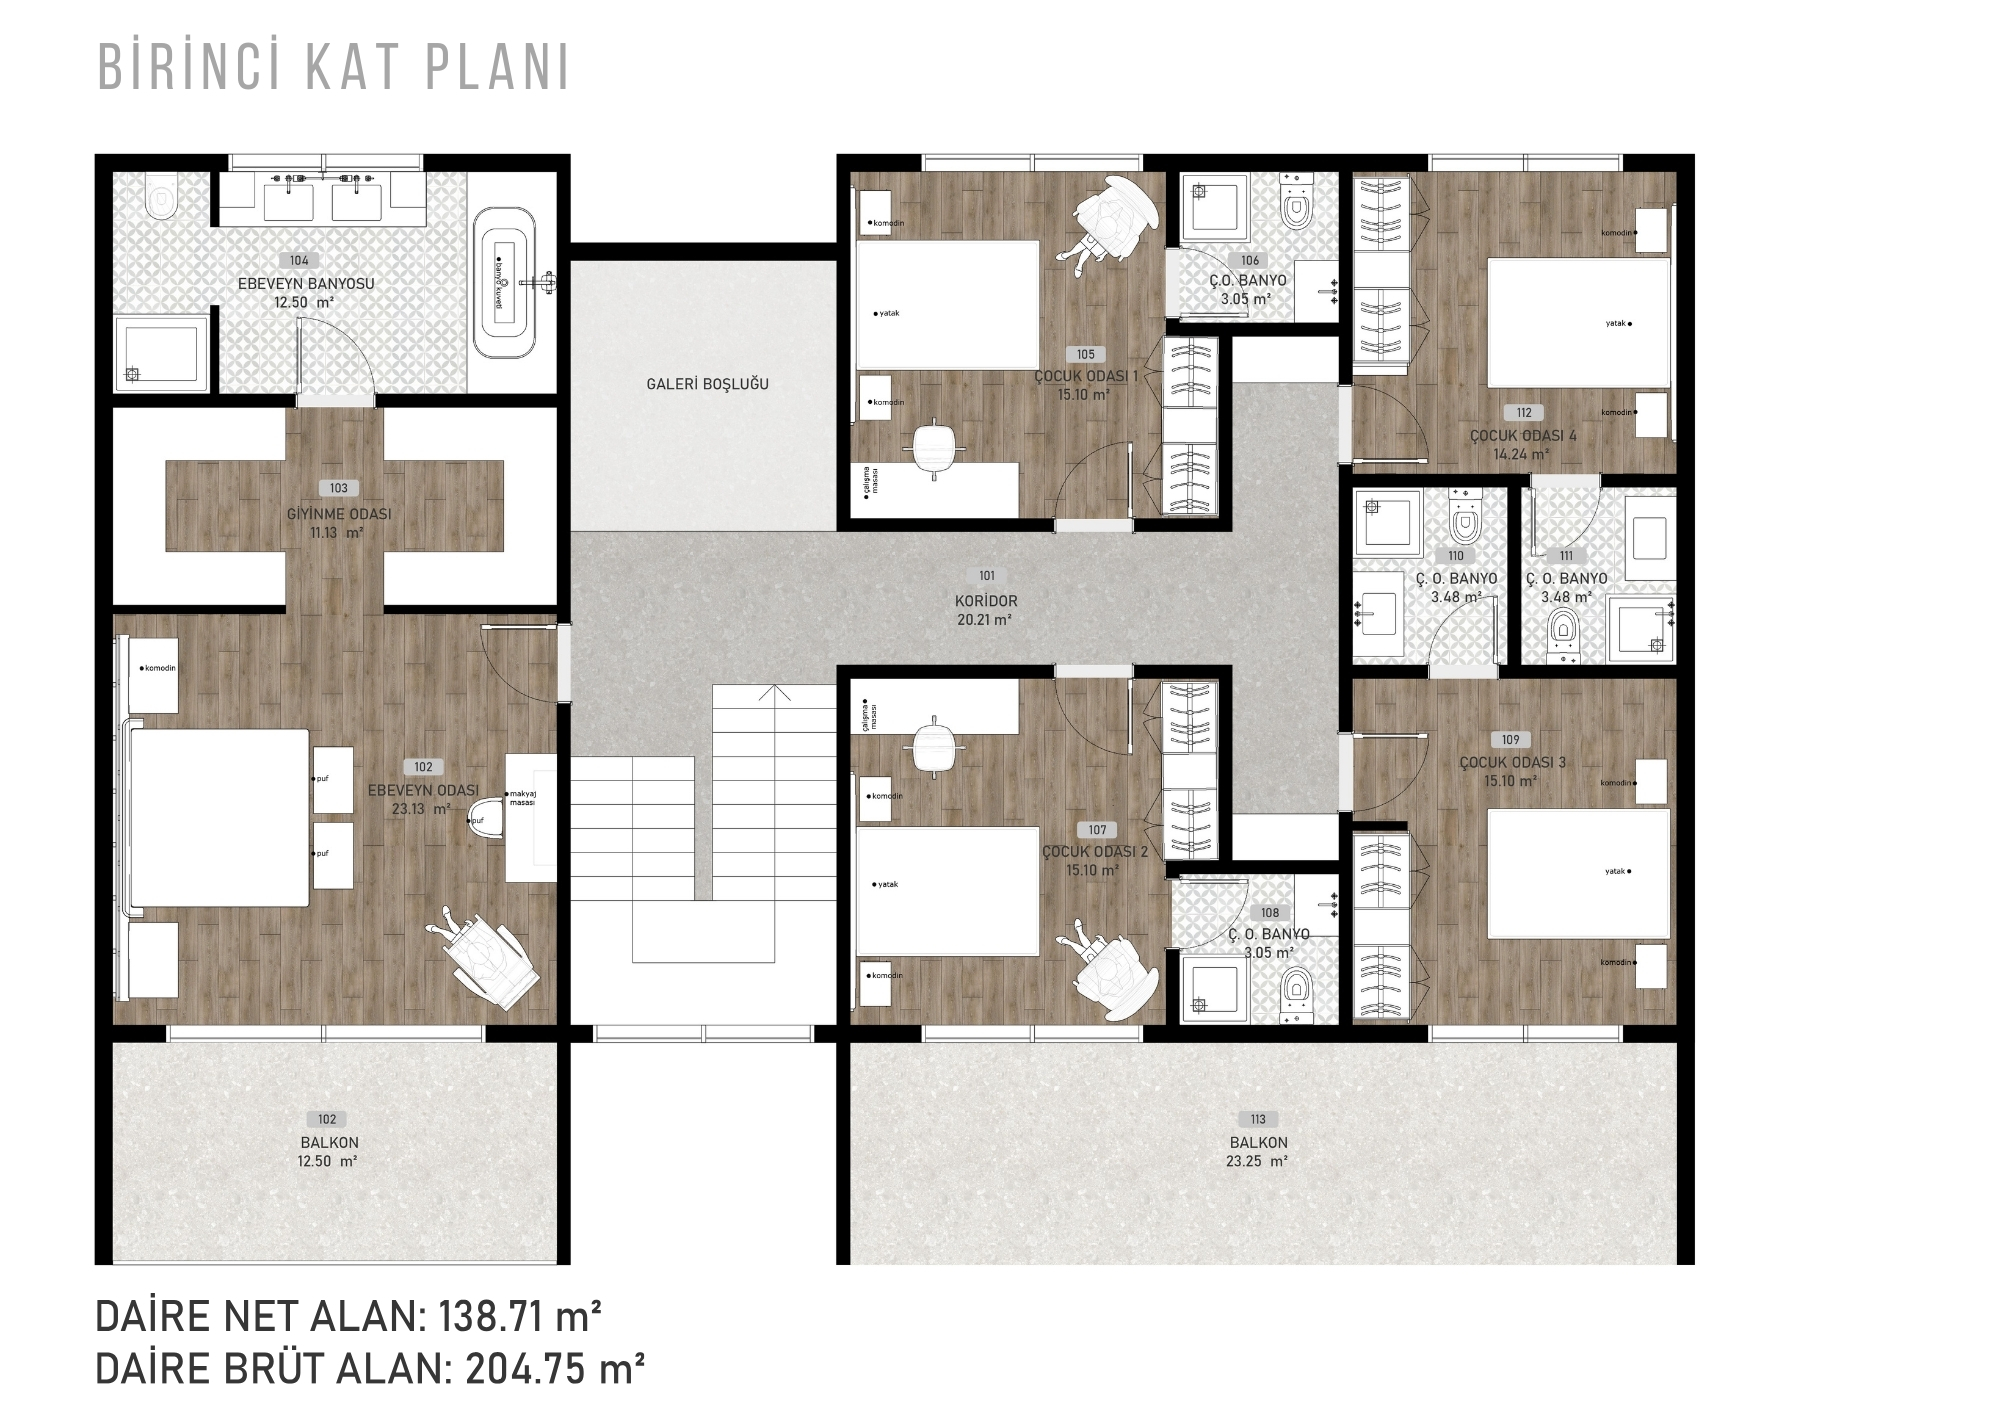 BİRİNCİ KAT PLANI
104
EBEVEYN BANYOSU
12.50 m²
banyo küveti
103
GİYİNME ODASI
11.13 m²
GALERİ BOŞLUĞU
komodin
yatak
105
ÇOCUK ODASI 1
15.10 m²
komodin
çalışma
masası
106
Ç.O. BANYO
3.05 m²
komodin
yatak
komodin
112
ÇOCUK ODASI 4
14.24 m²
101
KORİDOR
20.21 m²
110
Ç. O. BANYO
3.48 m²
111
Ç. O. BANYO
3.48 m²
komodin
puf
puf
102
EBEVEYN ODASI
23.13 m²
makyaj
masası
puf
çalışma
masası
komodin
107
ÇOCUK ODASI 2
15.10 m²
yatak
komodin
108
Ç. O. BANYO
3.05 m²
109
ÇOCUK ODASI 3
15.10 m²
komodin
yatak
komodin
102
BALKON
12.50 m²
113
BALKON
23.25 m²
DAİRE NET ALAN: 138.71 m²
DAİRE BRÜT ALAN: 204.75 m²